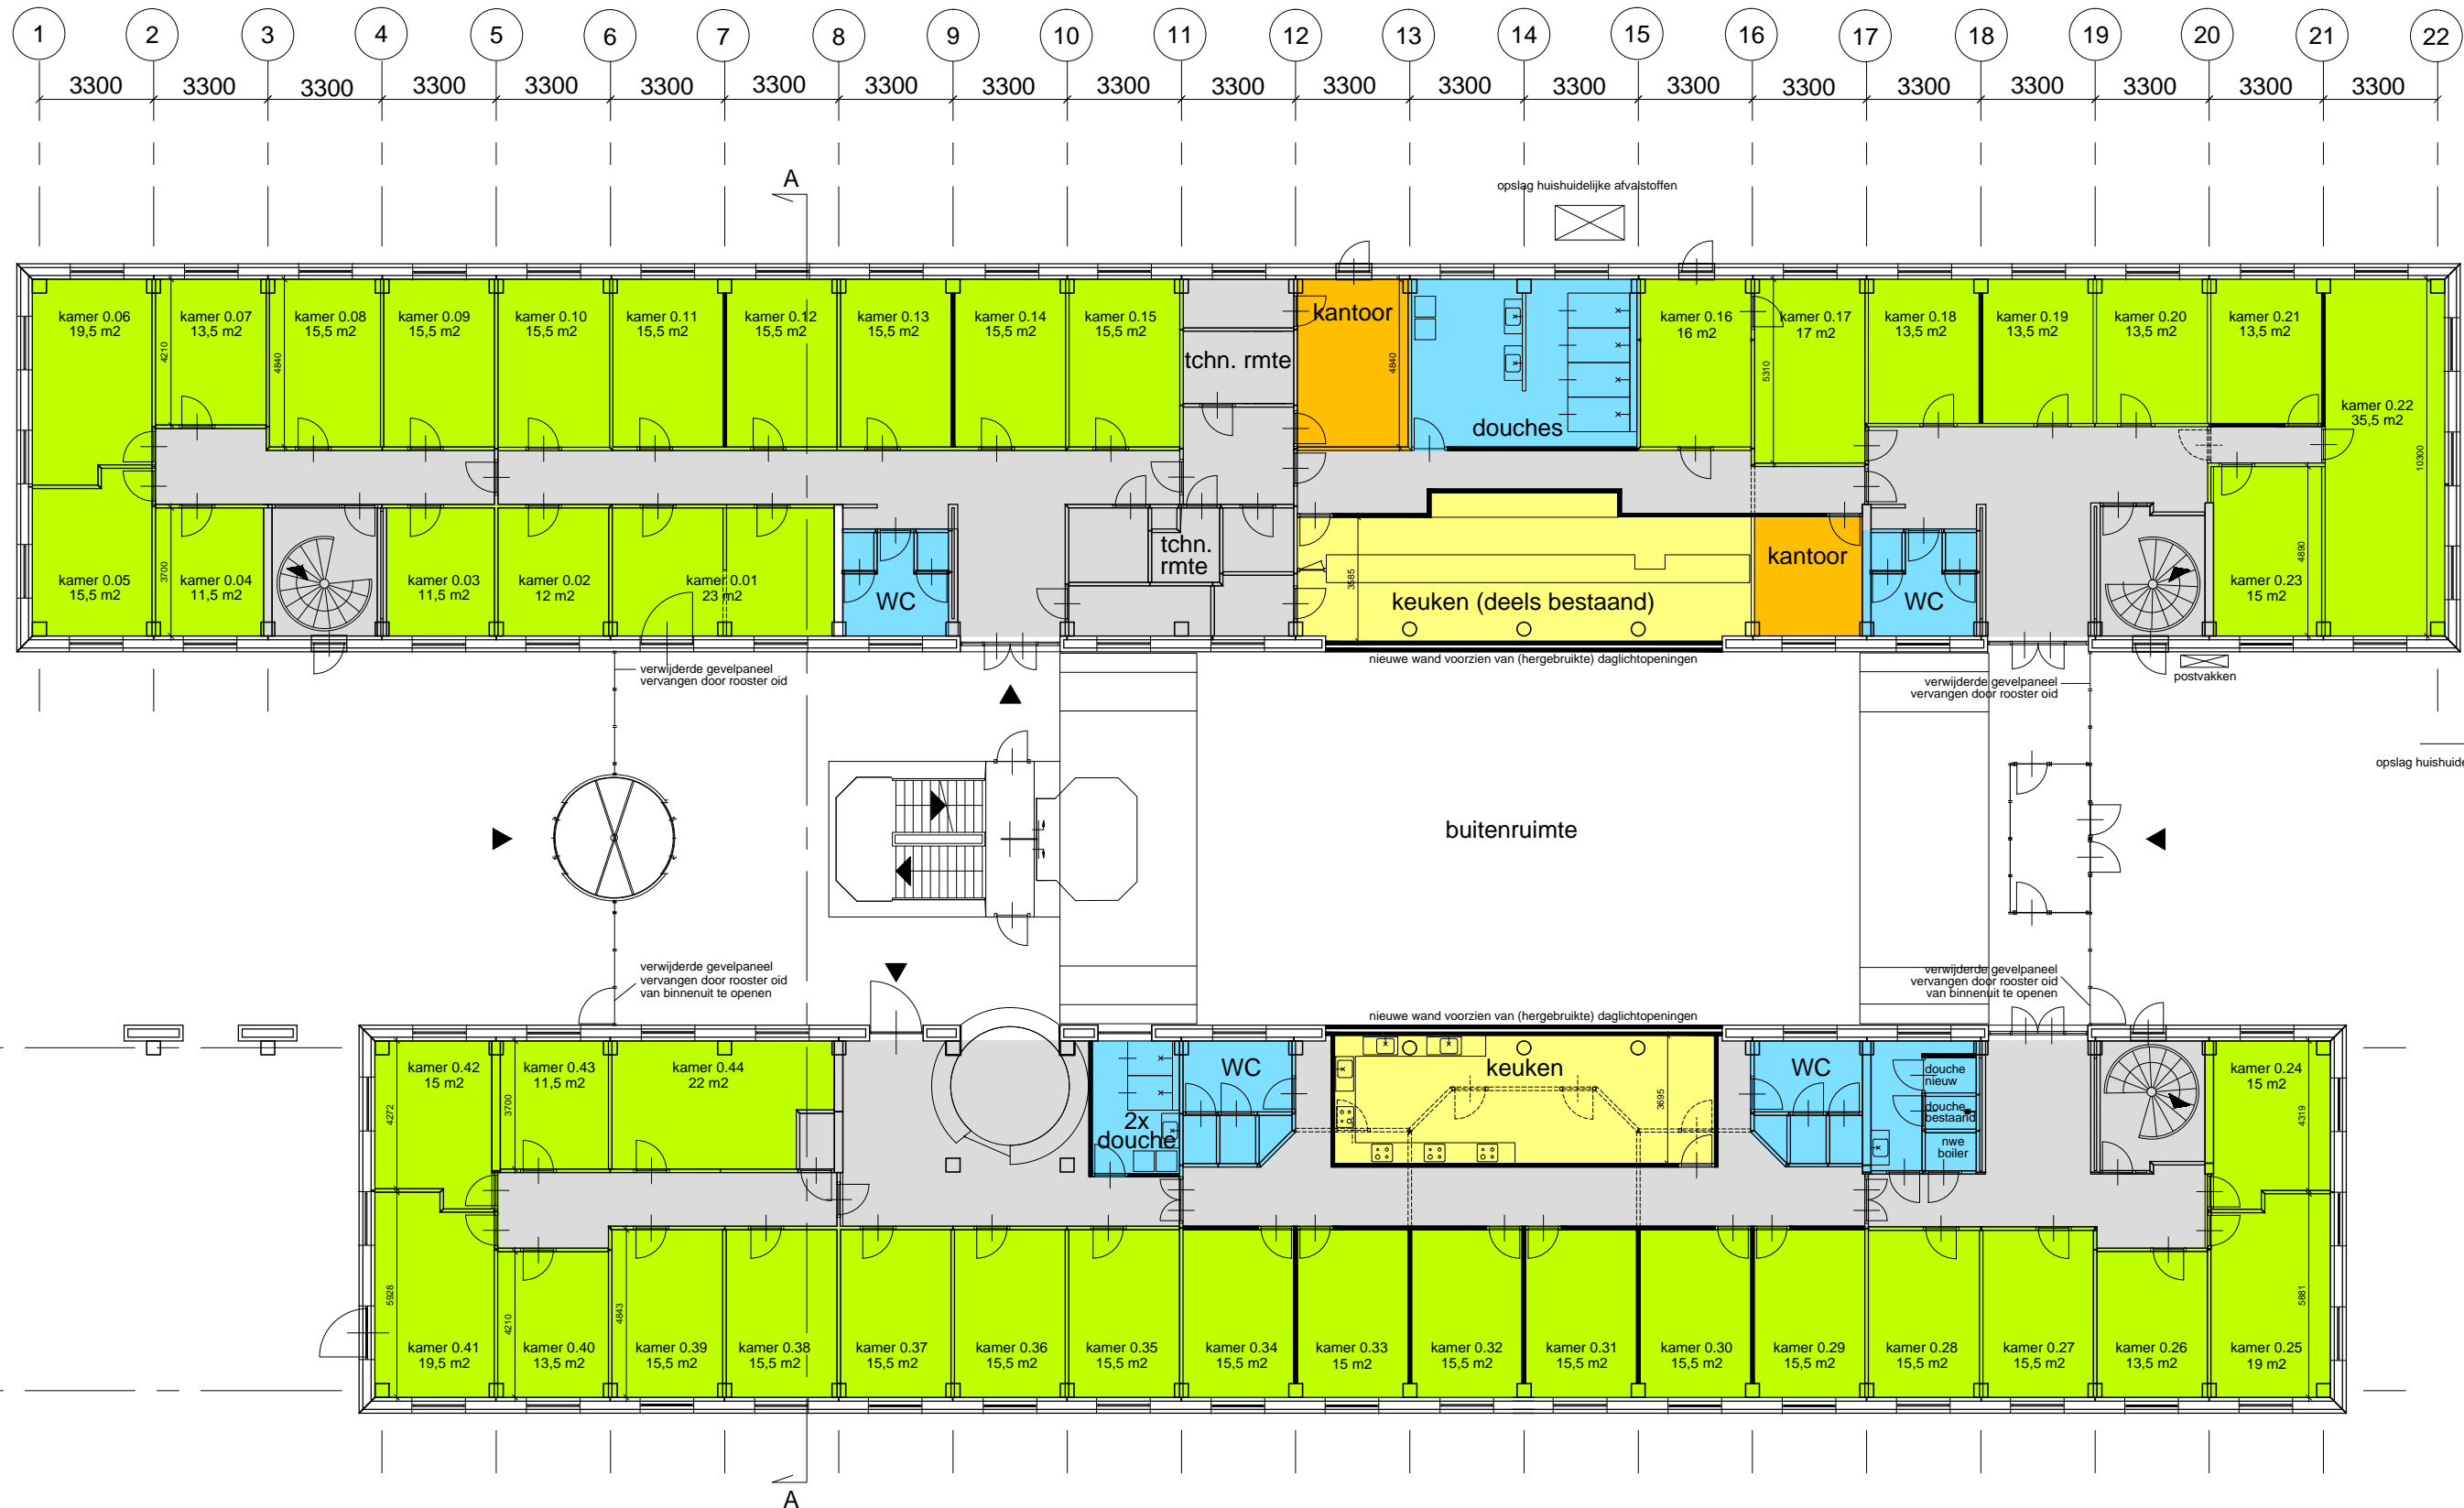 1 2 3 4 5 6 7 8 9 10 11 12 13 14 15 16 17 18 19 20 21 22
3300 3300 3300 3300 3300 3300 3300 3300 3300 3300 3300 3300 3300 3300 3300 3300 3300 3300 3300 3300 3300
A
opslag huishuidelijke afvalstoffen
kamer 0.06
19,5 m2
4210
kamer 0.07
13,5 m2
4840
kamer 0.08
15,5 m2
kamer 0.09
15,5 m2
kamer 0.10
15,5 m2
kamer 0.11
15,5 m2
kamer 0.12
15,5 m2
kamer 0.13
15,5 m2
kamer 0.14
15,5 m2
kamer 0.15
15,5 m2
tchn. rmte
kantoor
4840
douches
kamer 0.16
16 m2
5310
kamer 0.17
17 m2
kamer 0.18
13,5 m2
kamer 0.19
13,5 m2
kamer 0.20
13,5 m2
kamer 0.21
13,5 m2
kamer 0.22
35,5 m2
10300
kamer 0.05
15,5 m2
3700
kamer 0.04
11,5 m2
kamer 0.03
11,5 m2
kamer 0.02
12 m2
kamer 0.01
23 m2
WC
tchn.
rmte
3585
keuken (deels bestaand)
kantoor
WC
4890
kamer 0.23
15 m2
nieuwe wand voorzien van (hergebruikte) daglichtopeningen
verwijderde gevelpaneel
vervangen door rooster oid
verwijderde gevelpaneel
vervangen door rooster oid
postvakken
opslag huishuide
buitenruimte
verwijderde gevelpaneel
vervangen door rooster oid
van binnenuit te openen
verwijderde gevelpaneel
vervangen door rooster oid
van binnenuit te openen
nieuwe wand voorzien van (hergebruikte) daglichtopeningen
4272
kamer 0.42
15 m2
3700
kamer 0.43
11,5 m2
kamer 0.44
22 m2
2x
douche
WC
keuken
3695
WC
douche
nieuw
douche
bestaand
nwe
boiler
kamer 0.24
15 m2
4319
5928
kamer 0.41
19,5 m2
4210
kamer 0.40
13,5 m2
4843
kamer 0.39
15,5 m2
kamer 0.38
15,5 m2
kamer 0.37
15,5 m2
kamer 0.36
15,5 m2
kamer 0.35
15,5 m2
kamer 0.34
15,5 m2
kamer 0.33
15 m2
kamer 0.32
15,5 m2
kamer 0.31
15,5 m2
kamer 0.30
15,5 m2
kamer 0.29
15,5 m2
kamer 0.28
15,5 m2
kamer 0.27
15,5 m2
kamer 0.26
13,5 m2
kamer 0.25
19 m2
5881
A